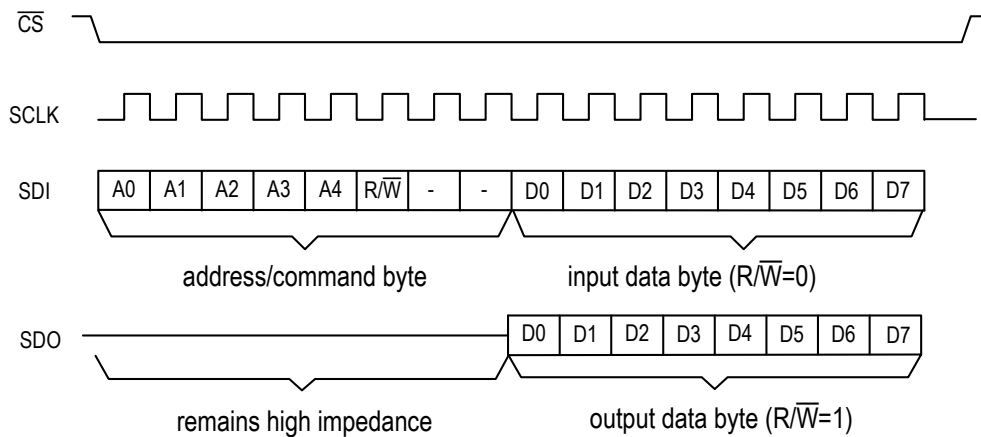 C̅S̅
SCLK
SDI A0 A1 A2 A3 A4 R/W̅ - - D0 D1 D2 D3 D4 D5 D6 D7
address/command byte input data byte (R/W̅=0)
SDO D0 D1 D2 D3 D4 D5 D6 D7
remains high impedance output data byte (R/W̅=1)